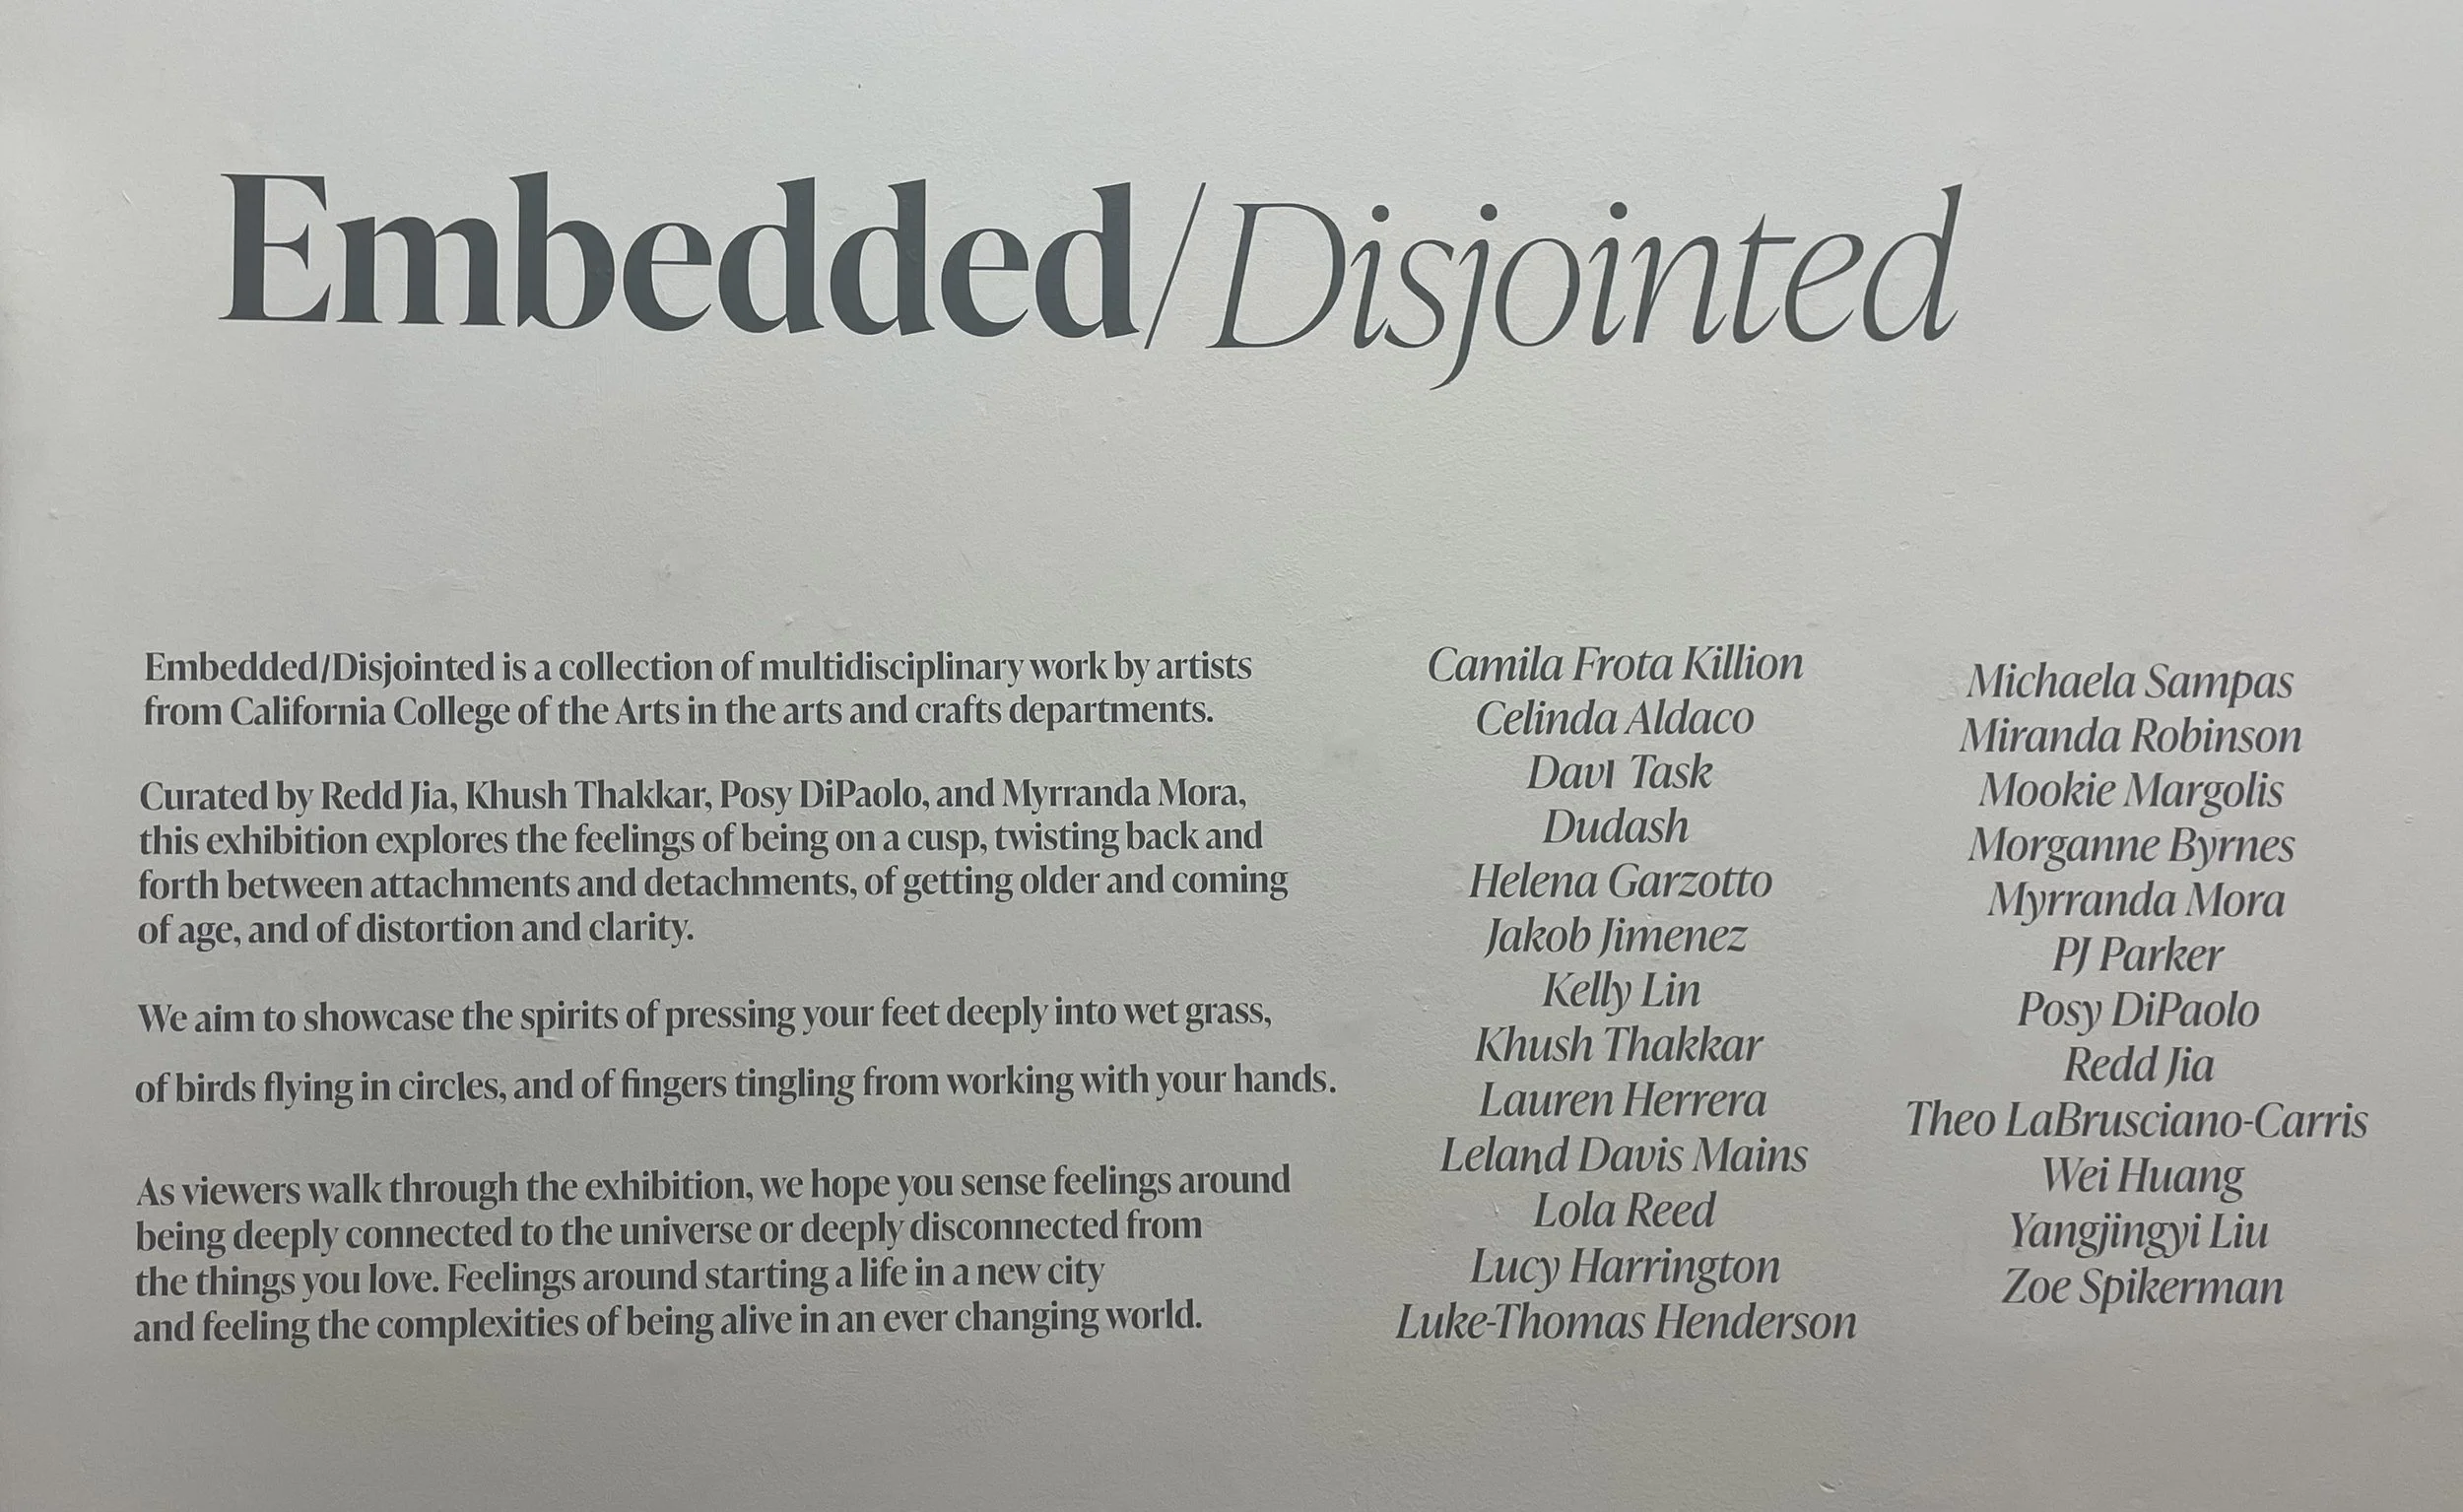 Embedded/Disjointed
Embedded/Disjointed is a collection of multidisciplinary work by artists
from California College of the Arts in the arts and crafts departments.
Curated by Redd Jia, Khush Thakkar, Posy DiPaolo, and Myrranda Mora,
this exhibition explores the feelings of being on a cusp, twisting back and
forth between attachments and detachments, of getting older and coming
of age, and of distortion and clarity.
We aim to showcase the spirits of pressing your feet deeply into wet grass,
of birds flying in circles, and of fingers tingling from working with your hands.
As viewers walk through the exhibition, we hope you sense feelings around
being deeply connected to the universe or deeply disconnected from
the things you love. Feelings around starting a life in a new city
and feeling the complexities of being alive in an ever changing world.
Camila Frota Killion
Celinda Aldaco
Davı Task
Dudash
Helena Garzotto
Jakob Jimenez
Kelly Lin
Khush Thakkar
Lauren Herrera
Leland Davis Mains
Lola Reed
Lucy Harrington
Luke-Thomas Henderson
Michaela Sampas
Miranda Robinson
Mookie Margolis
Morganne Byrnes
Myrranda Mora
PJ Parker
Posy DiPaolo
Redd Jia
Theo LaBrusciano-Carris
Wei Huang
Yangjingyi Liu
Zoe Spikerman